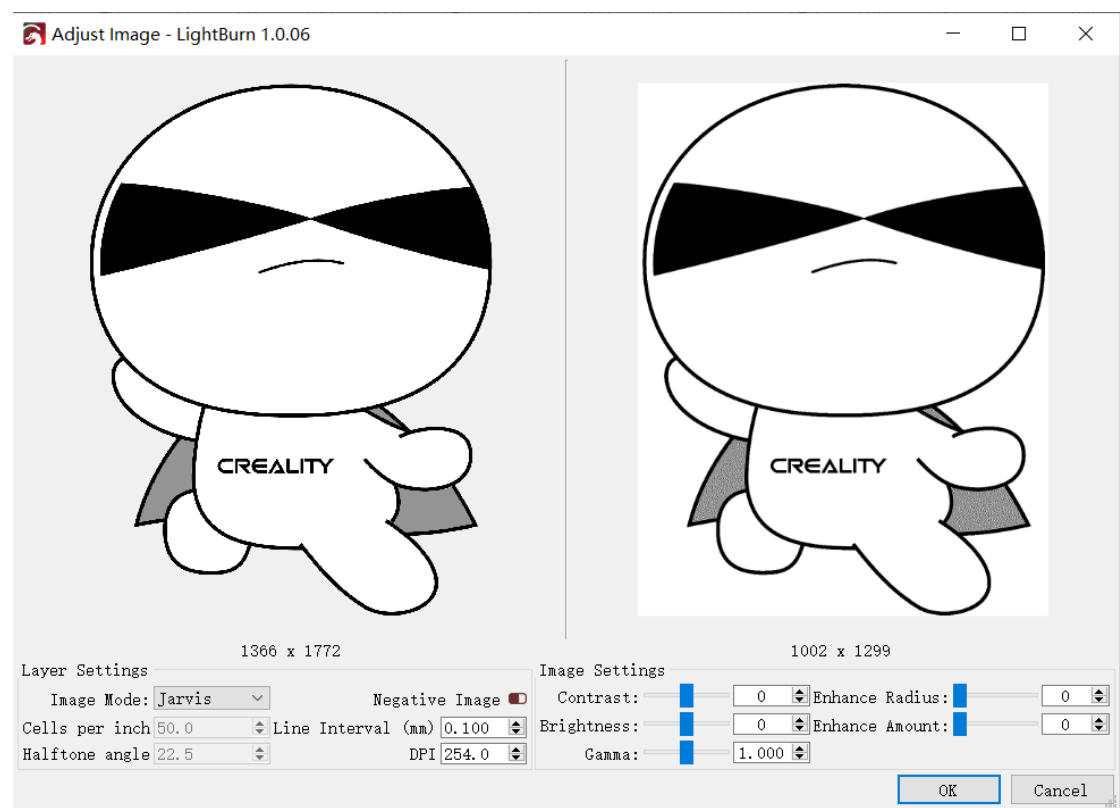 Adjust Image - LightBurn 1.0.06
CREALITY
CREALITY
1366 x 1772
1002 x 1299
Layer Settings
Image Mode: Jarvis
Negative Image
Cells per inch 50.0
Line Interval (mm) 0.100
Halftone angle 22.5
DPI 254.0
Image Settings
Contrast: 0
Enhance Radius: 0
Brightness: 0
Enhance Amount: 0
Gamma: 1.000
OK
Cancel